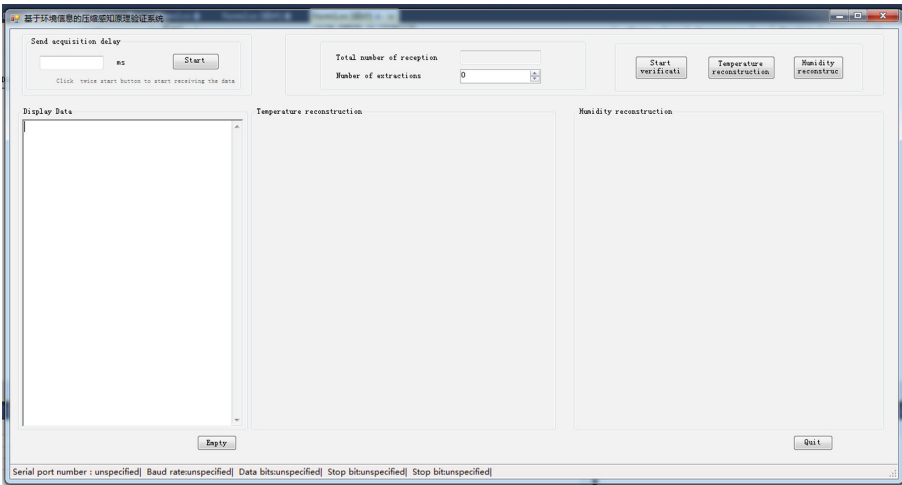 基于环境信息的压缩感知原理验证系统
Send acquisition delay
ms
Start
Click twice start button to start receiving the data
Total number of reception
Number of extractions
0
Start
verificati
Temperature
reconstruction
Humidity
reconstruc
Display Data
Temperature reconstruction
Humidity reconstruction
Empty
Quit
Serial port number : unspecified| Baud rate:unspecified| Data bits:unspecified| Stop bit:unspecified| Stop bit:unspecified|